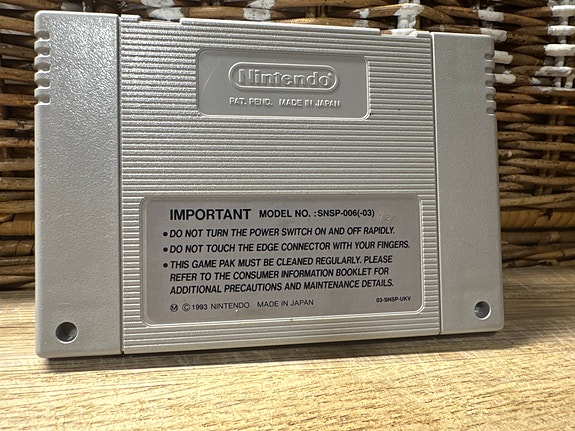 Nintendo
PAT. PEND. MADE IN JAPAN
IMPORTANT MODEL NO. :SNSP-006(-03)
• DO NOT TURN THE POWER SWITCH ON AND OFF RAPIDLY.
• DO NOT TOUCH THE EDGE CONNECTOR WITH YOUR FINGERS.
• THIS GAME PAK MUST BE CLEANED REGULARLY. PLEASE
REFER TO THE CONSUMER INFORMATION BOOKLET FOR
ADDITIONAL PRECAUTIONS AND MAINTENANCE DETAILS.
Ⓜ © 1993 NINTENDO MADE IN JAPAN
03-SNSP-UKV